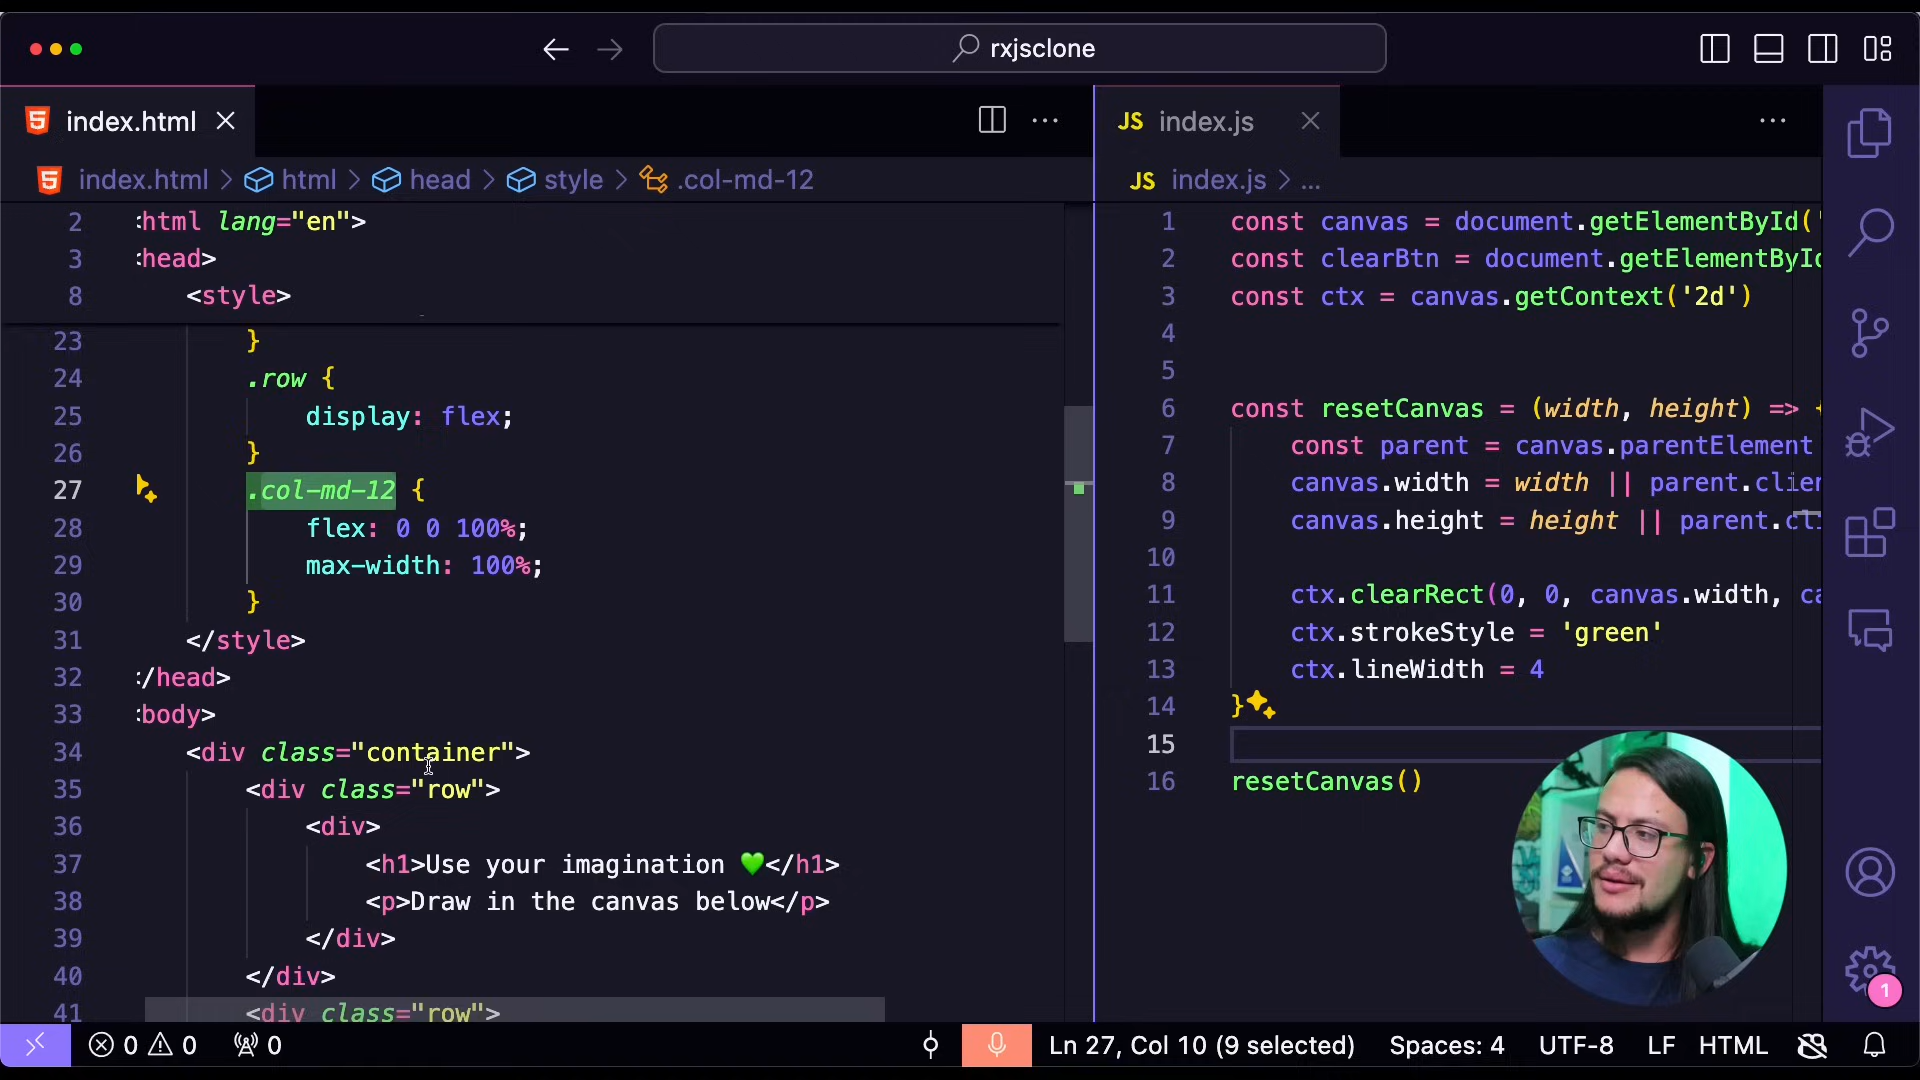 rxjsclone
index.html
index.html > html > head > style > .col-md-12
2 <html lang="en">
3 <head>
8 <style>
23 }
24 .row {
25 display: flex;
26 }
27 .col-md-12 {
28 flex: 0 0 100%;
29 max-width: 100%;
30 }
31 </style>
32 </head>
33 <body>
34 <div class="container">
35 <div class="row">
36 <div>
37 <h1>Use your imagination 💚</h1>
38 <p>Draw in the canvas below</p>
39 </div>
40 </div>
41 <div class="row">
JS index.js
JS index.js > ...
1 const canvas = document.getElementById('
2 const clearBtn = document.getElementById
3 const ctx = canvas.getContext('2d')
4
5
6 const resetCanvas = (width, height) => {
7 const parent = canvas.parentElement
8 canvas.width = width || parent.clien
9 canvas.height = height || parent.cli
10
11 ctx.clearRect(0, 0, canvas.width, ca
12 ctx.strokeStyle = 'green'
13 ctx.lineWidth = 4
14 }
15
16 resetCanvas()
1
0 0 0 Ln 27, Col 10 (9 selected) Spaces: 4 UTF-8 LF HTML